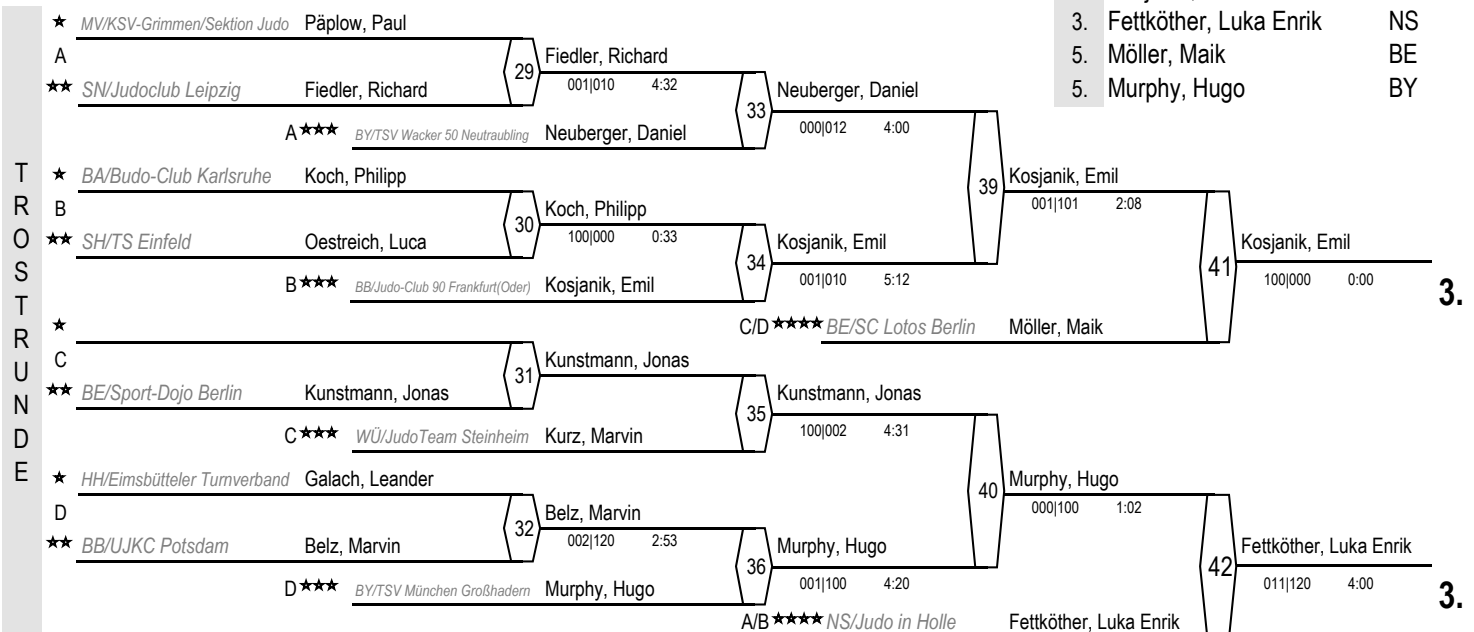 3. Fettköther, Luka Enrik NS
5. Möller, Maik BE
5. Murphy, Hugo BY
TROSTRUNDE
★ MV/KSV-Grimmen/Sektion Judo Päplow, Paul
A
★★ SN/Judoclub Leipzig Fiedler, Richard
29
Fiedler, Richard
001|010 4:32
A★★★ BY/TSV Wacker 50 Neutraubling Neuberger, Daniel
33
Neuberger, Daniel
000|012 4:00
★ BA/Budo-Club Karlsruhe Koch, Philipp
B
★★ SH/TS Einfeld Oestreich, Luca
30
Koch, Philipp
100|000 0:33
B★★★ BB/Judo-Club 90 Frankfurt(Oder) Kosjanik, Emil
34
Kosjanik, Emil
001|010 5:12
39
Kosjanik, Emil
001|101 2:08
C/D★★★★ BE/SC Lotos Berlin Möller, Maik
41
Kosjanik, Emil
100|000 0:00
3.
★
C
★★ BE/Sport-Dojo Berlin Kunstmann, Jonas
31
Kunstmann, Jonas
C★★★ WÜ/JudoTeam Steinheim Kurz, Marvin
35
Kunstmann, Jonas
100|002 4:31
★ HH/Eimsbütteler Turnverband Galach, Leander
D
★★ BB/UJKC Potsdam Belz, Marvin
32
Belz, Marvin
002|120 2:53
D★★★ BY/TSV München Großhadern Murphy, Hugo
36
Murphy, Hugo
001|100 4:20
40
Murphy, Hugo
000|100 1:02
A/B★★★★ NS/Judo in Holle Fettköther, Luka Enrik
42
Fettköther, Luka Enrik
011|120 4:00
3.